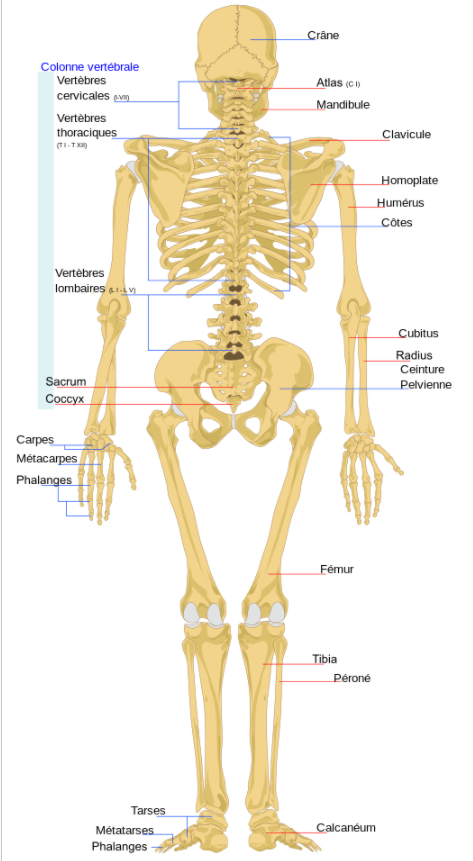 Crâne
Colonne vertébrale
Vertèbres
cervicales (I-VII)
Atlas (C I)
Mandibule
Vertèbres
thoraciques
(T I - T XII)
Clavicule
Homoplate
Humérus
Côtes
Vertèbres
lombaires (L I - L V)
Cubitus
Radius
Ceinture
Pelvienne
Sacrum
Coccyx
Carpes
Métacarpes
Phalanges
Fémur
Tibia
Péroné
Tarses
Métatarses
Phalanges
Calcanéum